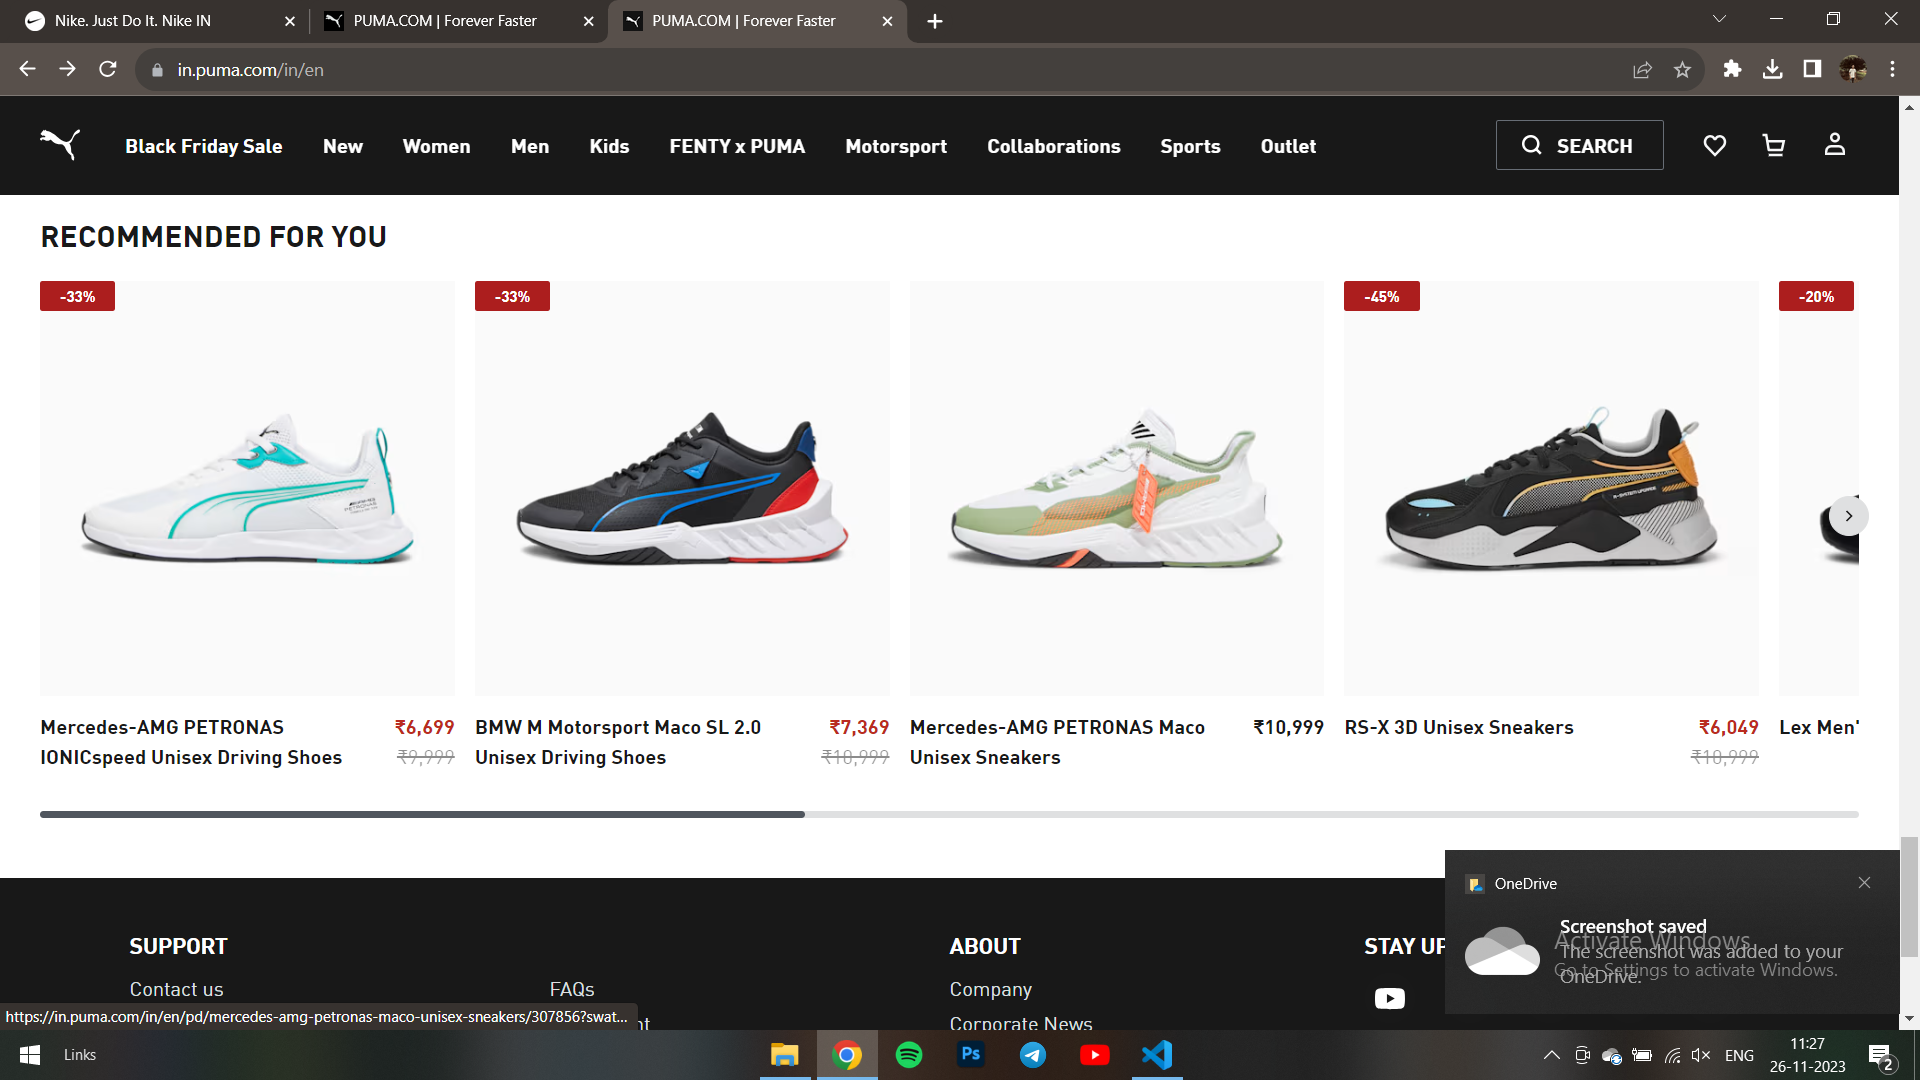 Nike. Just Do It. Nike IN
PUMA.COM | Forever Faster
PUMA.COM | Forever Faster
in.puma.com/in/en
Black Friday Sale
New
Women
Men
Kids
FENTY x PUMA
Motorsport
Collaborations
Sports
Outlet
SEARCH
RECOMMENDED FOR YOU
-33%
-33%
-45%
-20%
Mercedes-AMG PETRONAS
IONICspeed Unisex Driving Shoes
₹6,699
₹9,999
BMW M Motorsport Maco SL 2.0
Unisex Driving Shoes
₹7,369
₹10,999
Mercedes-AMG PETRONAS Maco
Unisex Sneakers
₹10,999
RS-X 3D Unisex Sneakers
₹6,049
₹10,999
Lex Men'
SUPPORT
Contact us
FAQs
ABOUT
Company
Corporate News
STAY UP
OneDrive
Screenshot saved
The screenshot was added to your
OneDrive.
Activate Windows
Go to Settings to activate Windows.
https://in.puma.com/in/en/pd/mercedes-amg-petronas-maco-unisex-sneakers/307856?swat...
Links
Ps
ENG
11:27
26-11-2023
2